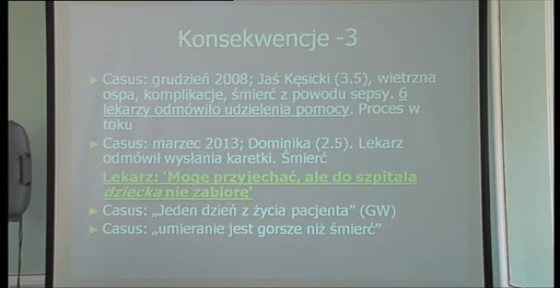 Konsekwencje -3
Casus: grudzień 2008; Jaś Kęsicki (3.5), wietrzna
ospa, komplikacje, śmierć z powodu sepsy. 6
lekarzy odmówiło udzielenia pomocy. Proces w
toku
Casus: marzec 2013; Dominika (2.5). Lekarz
odmówił wysłania karetki. Śmierć
Lekarz: 'Mogę przyjechać, ale do szpitala
dziecka nie zabiorę'
Casus: „Jeden dzień z życia pacjenta” (GW)
Casus: „umieranie jest gorsze niż śmierć”